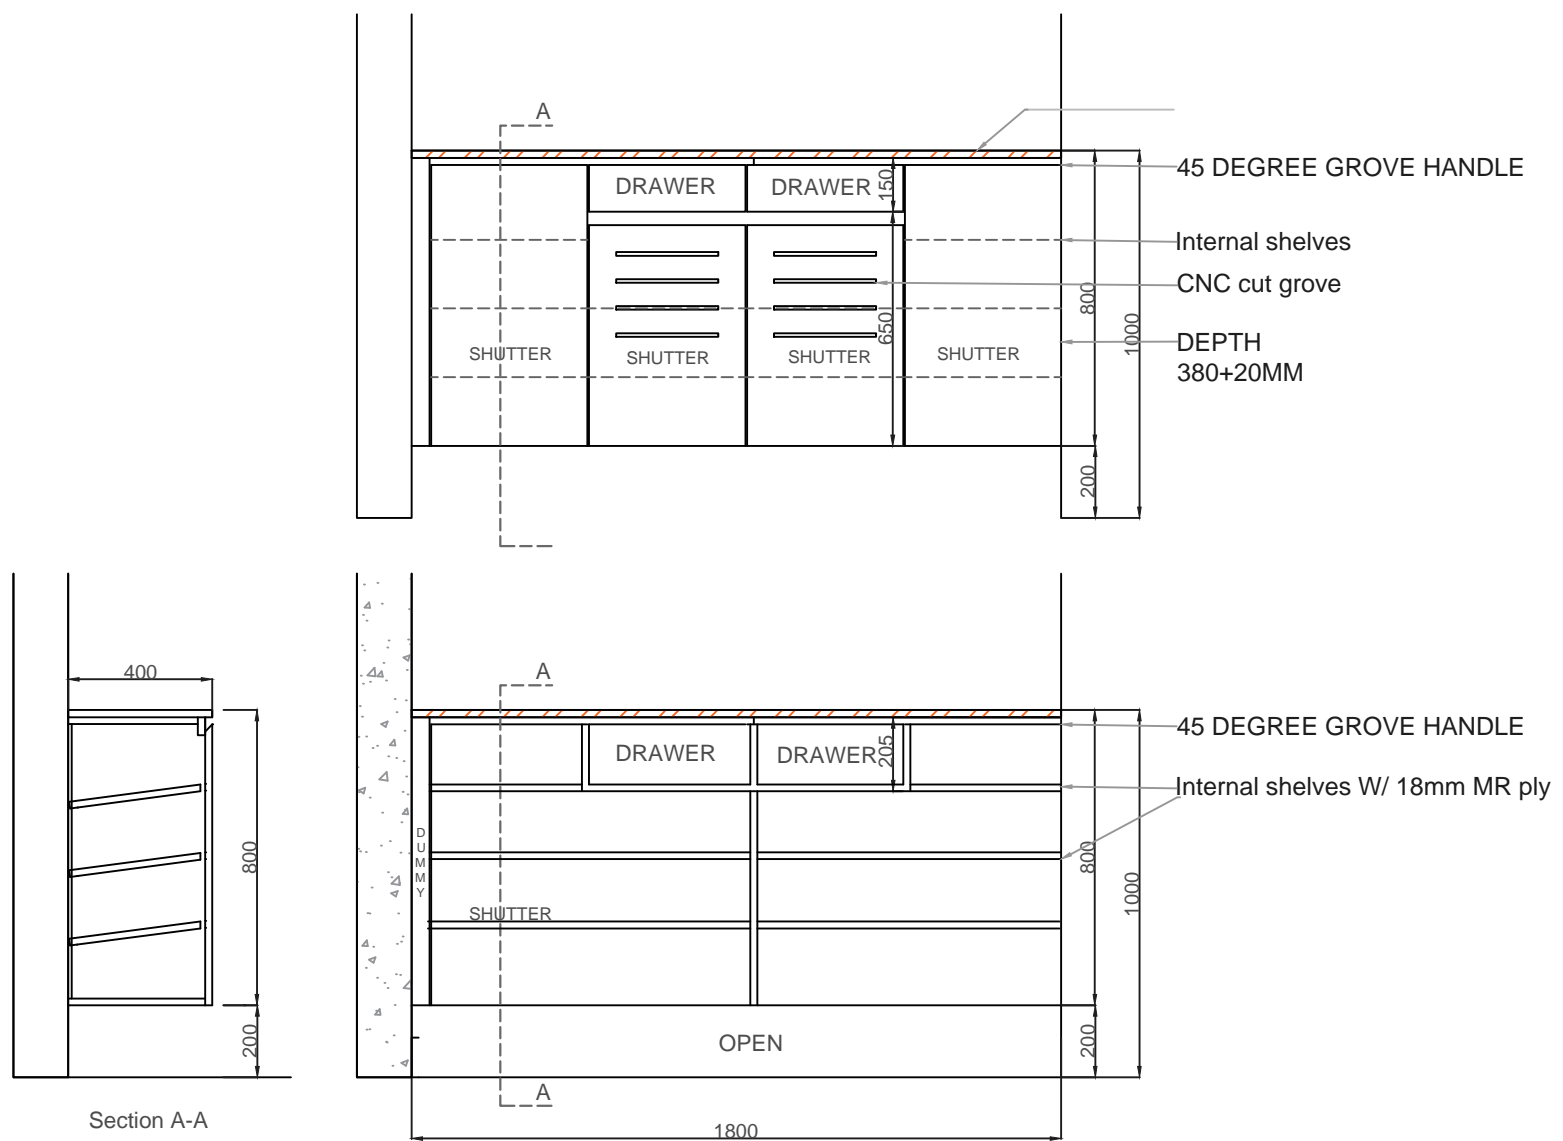 A
45 DEGREE GROVE HANDLE
DRAWER
DRAWER
150
Internal shelves
CNC cut grove
800
1000
650
DEPTH
380+20MM
SHUTTER
SHUTTER
SHUTTER
SHUTTER
200
400
A
45 DEGREE GROVE HANDLE
DRAWER
DRAWER
205
Internal shelves W/ 18mm MR ply
DUMMY
800
800
1000
SHUTTER
200
OPEN
200
A
Section A-A
1800